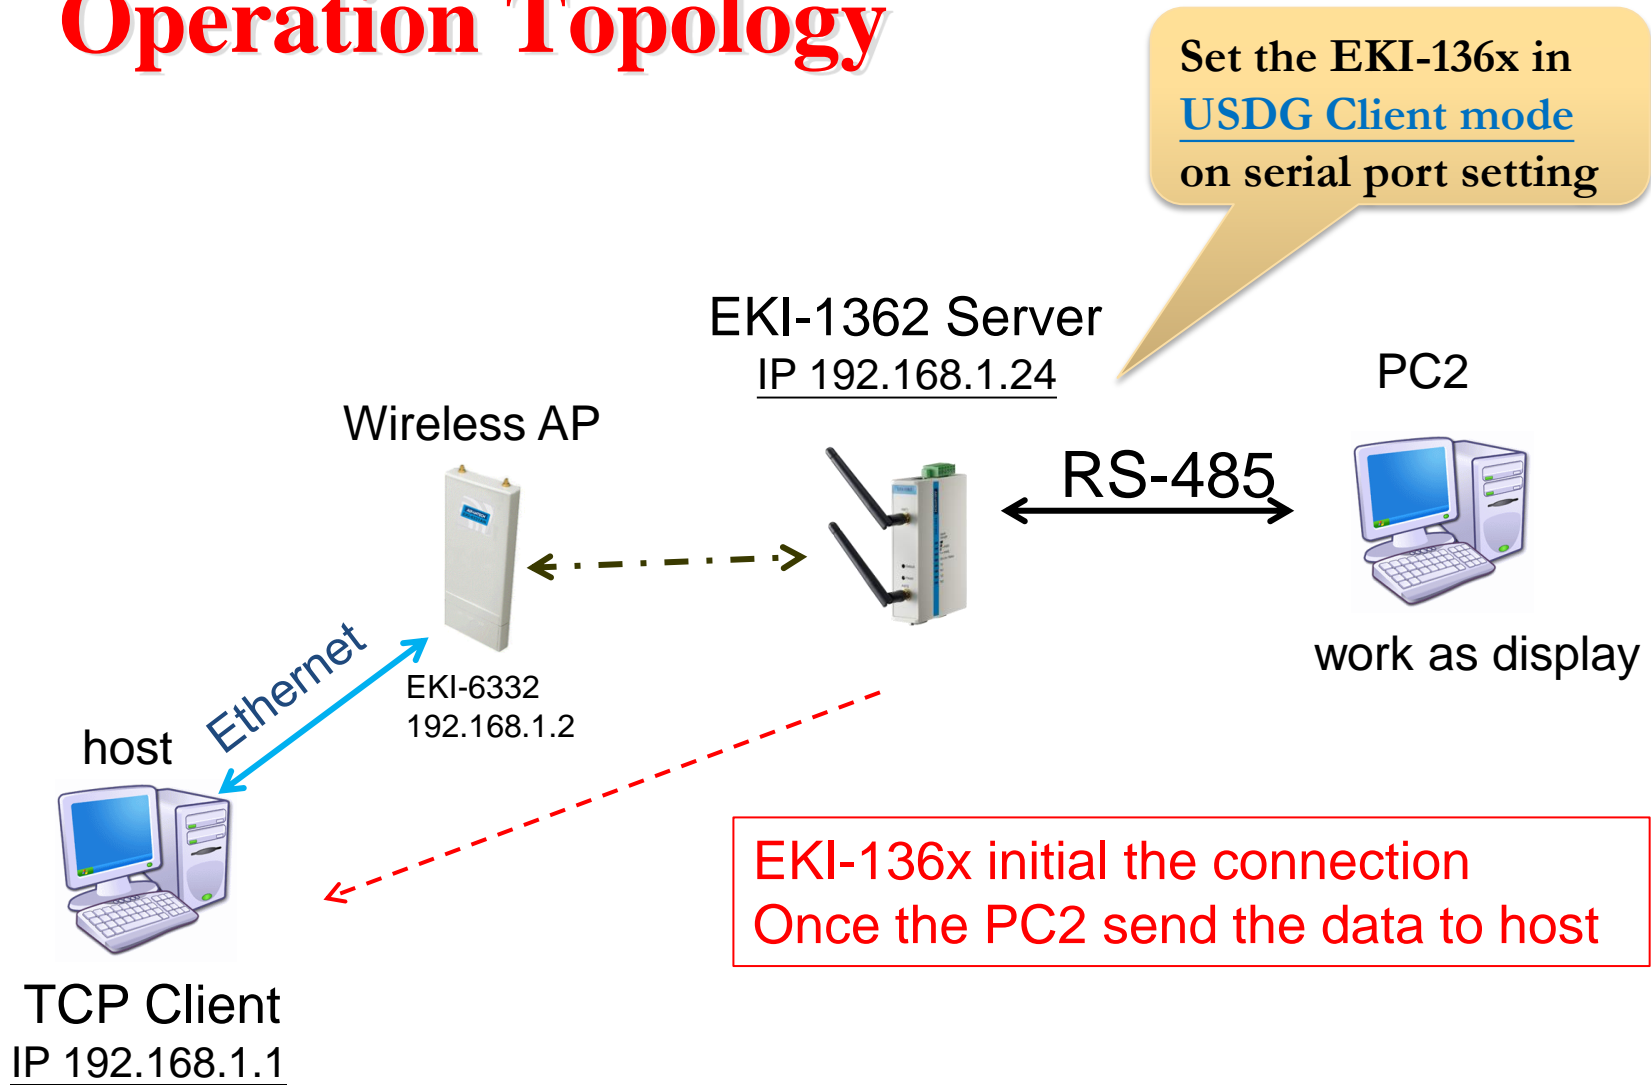 Operation Topology
Set the EKI-136x in
USDG Client mode
on serial port setting
EKI-1362 Server
IP 192.168.1.24
PC2
Wireless AP
RS-485
Ethernet
EKI-6332
192.168.1.2
work as display
host
EKI-136x initial the connection
Once the PC2 send the data to host
TCP Client
IP 192.168.1.1